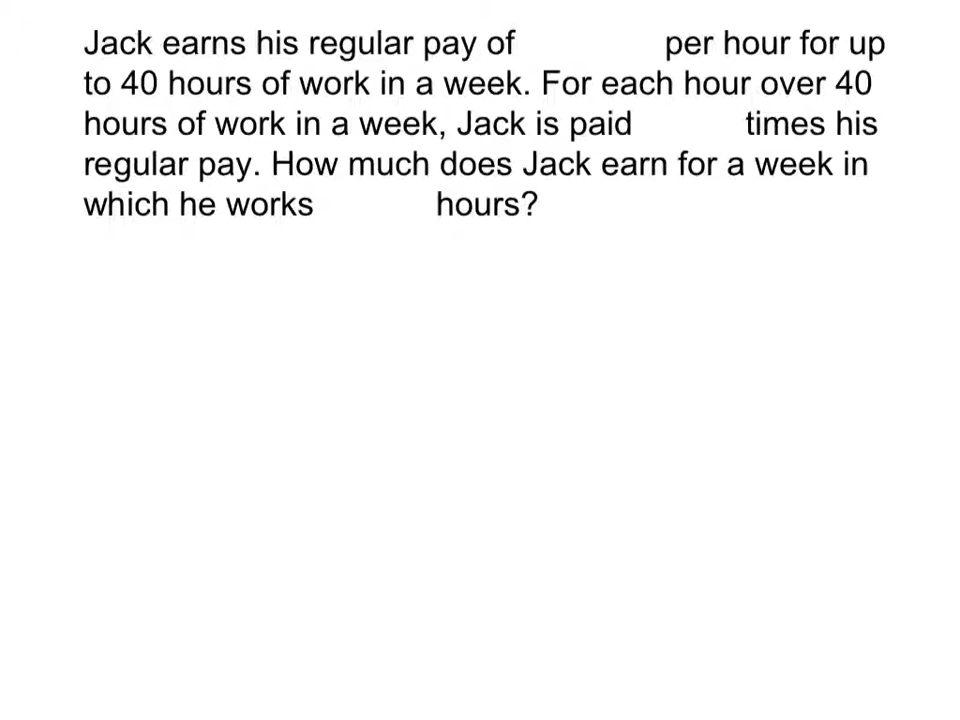 Jack earns his regular pay of per hour for up
to 40 hours of work in a week. For each hour over 40
hours of work in a week, Jack is paid times his
regular pay. How much does Jack earn for a week in
which he works hours?